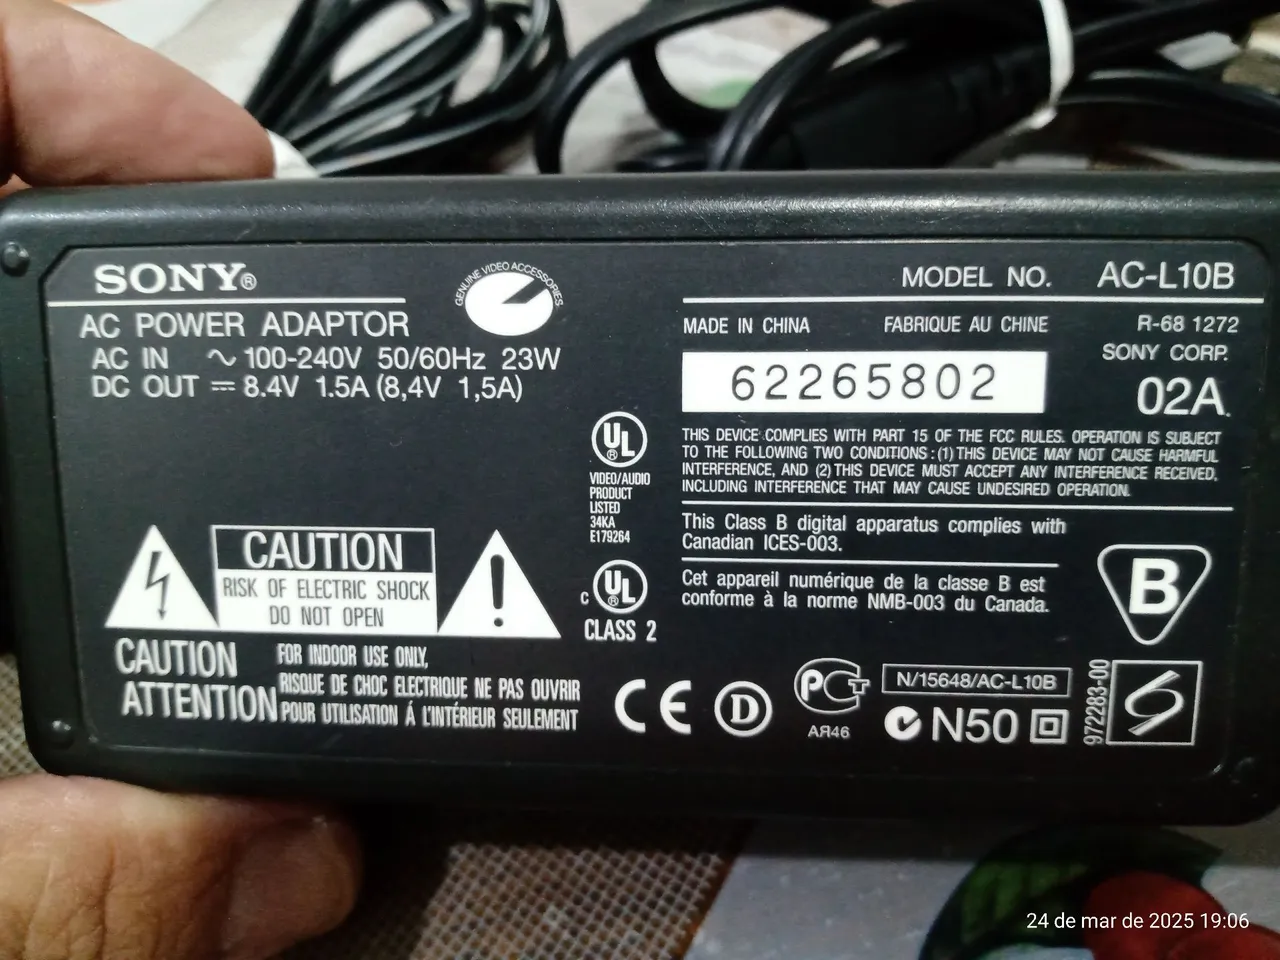 SONY®
GENUINE VIDEO ACCESSORIES
AC POWER ADAPTOR
AC IN ～ 100-240V 50/60Hz 23W
DC OUT ⎓ 8.4V 1.5A (8,4V 1,5A)
MODEL NO. AC-L10B
MADE IN CHINA FABRIQUE AU CHINE R-68 1272
SONY CORP.
62265802
02A.
THIS DEVICE COMPLIES WITH PART 15 OF THE FCC RULES. OPERATION IS SUBJECT
TO THE FOLLOWING TWO CONDITIONS : (1) THIS DEVICE MAY NOT CAUSE HARMFUL
INTERFERENCE, AND (2) THIS DEVICE MUST ACCEPT ANY INTERFERENCE RECEIVED,
INCLUDING INTERFERENCE THAT MAY CAUSE UNDESIRED OPERATION.
This Class B digital apparatus complies with
Canadian ICES-003.
Cet appareil numérique de la classe B est
conforme à la norme NMB-003 du Canada.
UL®
VIDEO/AUDIO
PRODUCT
LISTED
34KA
E179264
C UL®
CLASS 2
CAUTION
RISK OF ELECTRIC SHOCK
DO NOT OPEN
CAUTION FOR INDOOR USE ONLY,
ATTENTION RISQUE DE CHOC ELECTRIQUE NE PAS OUVRIR
POUR UTILISATION Á L'INTÉRIEUR SEULEMENT
CE
D
РСТ
АЯ46
N/15648/AC-L10B
N50
B
972283-00
24 de mar de 2025 19:06